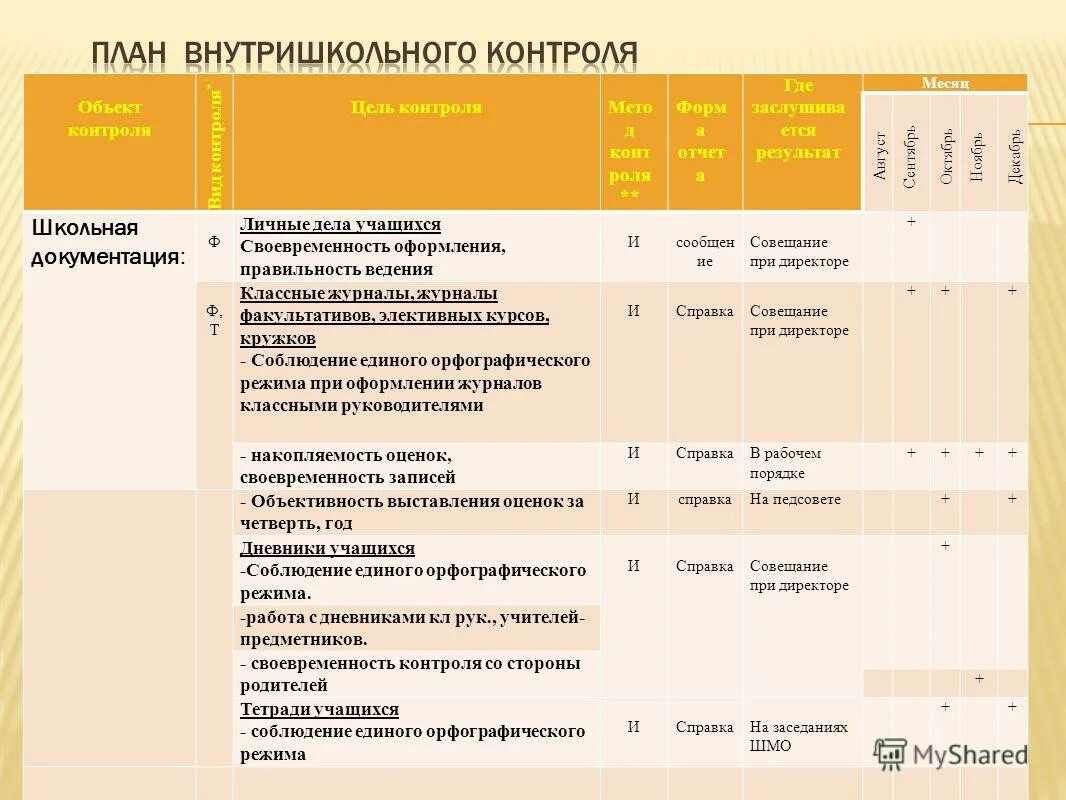 ПЛАН ВНУТРИШКОЛЬНОГО КОНТРОЛЯ
Объект
контроля
Вид контроля*
Цель контроля
Мето
д
конт
роля
**
Форм
а
отчет
а
Где
заслушива
ется
результат
Месяц
Август
Сентябрь
Октябрь
Ноябрь
Декабрь
Школьная
документация:
Ф
Личные дела учащихся
Своевременность оформления,
правильность ведения
И
сообщен
ие
Совещание
при директоре
+
Ф,
Т
Классные журналы, журналы
факультативов, элективных курсов,
кружков
- Соблюдение единого орфографического
режима при оформлении журналов
классными руководителями
И
Справка
Совещание
при директоре
+ + +
- накопляемость оценок,
своевременность записей
И
Справка
В рабочем
порядке
+ + + +
- Объективность выставления оценок за
четверть, год
И
справка
На педсовете
+ +
Дневники учащихся
-Соблюдение единого орфографического
режима.
И
Справка
Совещание
при директоре
+
-работа с дневниками кл рук., учителей-
предметников.
- своевременность контроля со стороны
родителей
+
Тетради учащихся
- соблюдение единого орфографического
режима
И
Справка
На заседаниях
ШМО
+ +
MyShared